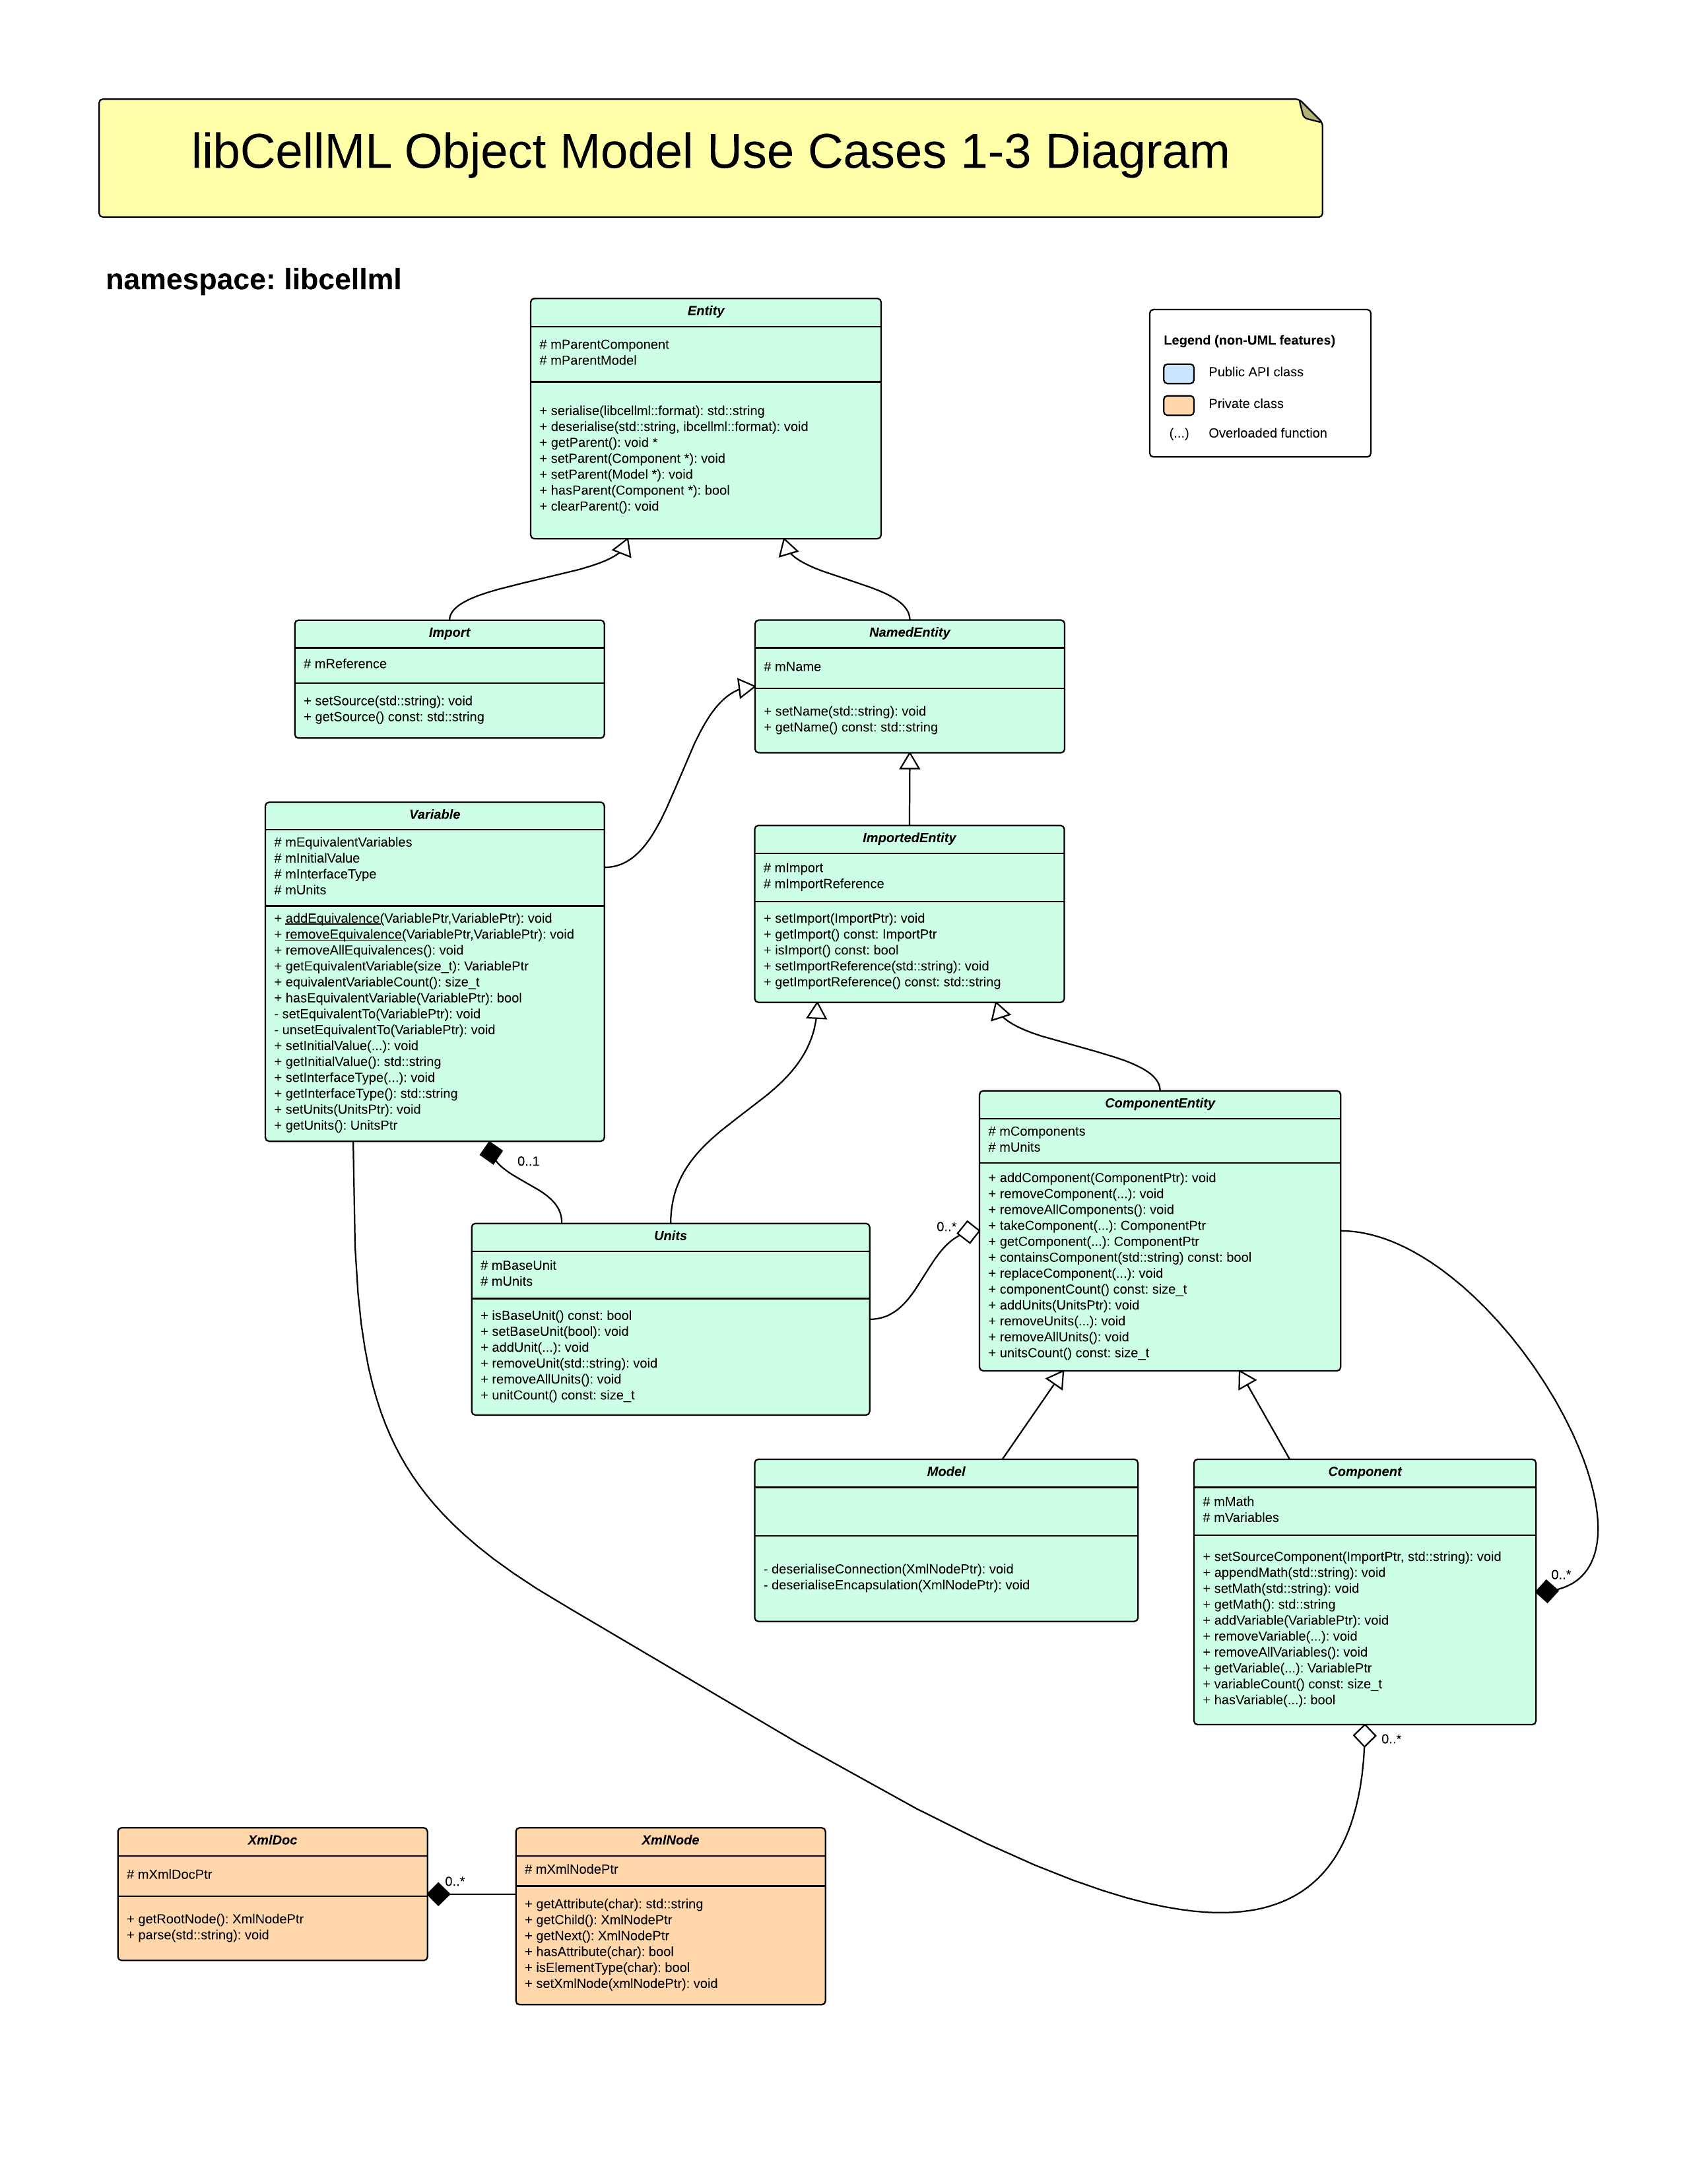 libCellML Object Model Use Cases 1-3 Diagram
namespace: libcellml
Entity
# mParentComponent
# mParentModel
+ serialise(libcellml::format): std::string
+ deserialise(std::string, ibcellml::format): void
+ getParent(): void *
+ setParent(Component *): void
+ setParent(Model *): void
+ hasParent(Component *): bool
+ clearParent(): void
Legend (non-UML features)
Public API class
Private class
(...) Overloaded function
Import
# mReference
+ setSource(std::string): void
+ getSource() const: std::string
NamedEntity
# mName
+ setName(std::string): void
+ getName() const: std::string
Variable
# mEquivalentVariables
# mInitialValue
# mInterfaceType
# mUnits
+ addEquivalence(VariablePtr,VariablePtr): void
+ removeEquivalence(VariablePtr,VariablePtr): void
+ removeAllEquivalences(): void
+ getEquivalentVariable(size_t): VariablePtr
+ equivalentVariableCount(): size_t
+ hasEquivalentVariable(VariablePtr): bool
- setEquivalentTo(VariablePtr): void
- unsetEquivalentTo(VariablePtr): void
+ setInitialValue(...): void
+ getInitialValue(): std::string
+ setInterfaceType(...): void
+ getInterfaceType(): std::string
+ setUnits(UnitsPtr): void
+ getUnits(): UnitsPtr
0..1
ImportedEntity
# mImport
# mImportReference
+ setImport(ImportPtr): void
+ getImport() const: ImportPtr
+ isImport() const: bool
+ setImportReference(std::string): void
+ getImportReference() const: std::string
ComponentEntity
# mComponents
# mUnits
+ addComponent(ComponentPtr): void
+ removeComponent(...): void
+ removeAllComponents(): void
+ takeComponent(...): ComponentPtr
+ getComponent(...): ComponentPtr
+ containsComponent(std::string) const: bool
+ replaceComponent(...): void
+ componentCount() const: size_t
+ addUnits(UnitsPtr): void
+ removeUnits(...): void
+ removeAllUnits(): void
+ unitsCount() const: size_t
0..*
Units
# mBaseUnit
# mUnits
+ isBaseUnit() const: bool
+ setBaseUnit(bool): void
+ addUnit(...): void
+ removeUnit(std::string): void
+ removeAllUnits(): void
+ unitCount() const: size_t
Model
- deserialiseConnection(XmlNodePtr): void
- deserialiseEncapsulation(XmlNodePtr): void
Component
# mMath
# mVariables
+ setSourceComponent(ImportPtr, std::string): void
+ appendMath(std::string): void
+ setMath(std::string): void
+ getMath(): std::string
+ addVariable(VariablePtr): void
+ removeVariable(...): void
+ removeAllVariables(): void
+ getVariable(...): VariablePtr
+ variableCount() const: size_t
+ hasVariable(...): bool
0..*
0..*
XmlDoc
# mXmlDocPtr
+ getRootNode(): XmlNodePtr
+ parse(std::string): void
0..*
XmlNode
# mXmlNodePtr
+ getAttribute(char): std::string
+ getChild(): XmlNodePtr
+ getNext(): XmlNodePtr
+ hasAttribute(char): bool
+ isElementType(char): bool
+ setXmlNode(xmlNodePtr): void